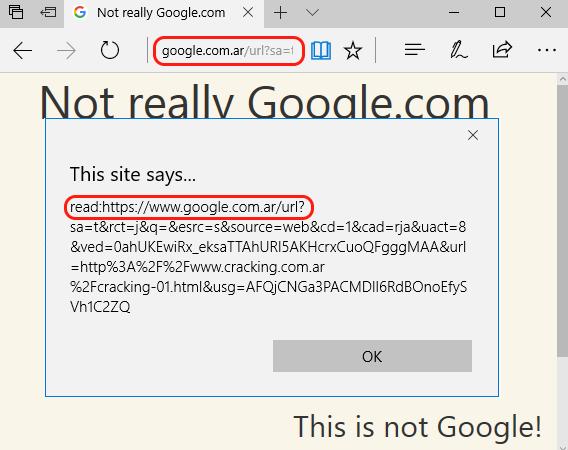 Not really Google.com
google.com.ar/url?sa=t
Not really Google.com
This site says...
read:https://www.google.com.ar/url?
sa=t&rct=j&q=&esrc=s&source=web&cd=1&cad=rja&uact=8
&ved=0ahUKEwiRx_eksaTTAhURI5AKHcrxCuoQFgggMAA&url
=http%3A%2F%2Fwww.cracking.com.ar
%2Fcracking-01.html&usg=AFQjCNGa3PACMDII6RdBOnoEfyS
Vh1C2ZQ
OK
This is not Google!